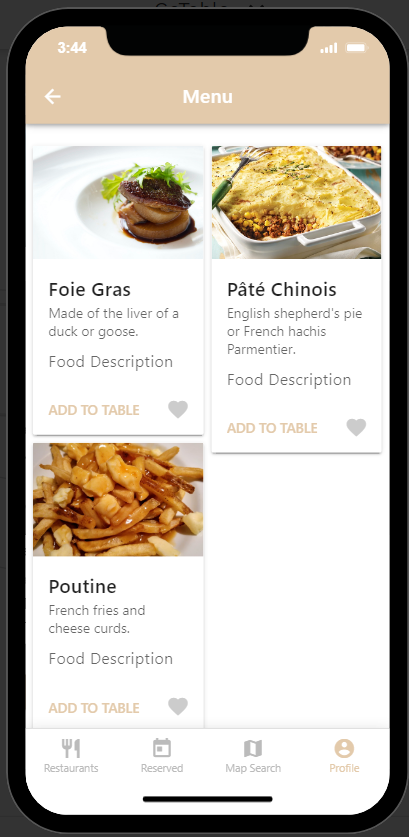 3:44
Menu
Foie Gras
Made of the liver of a
duck or goose.
Food Description
ADD TO TABLE
Pâté Chinois
English shepherd's pie
or French hachis
Parmentier.
Food Description
ADD TO TABLE
Poutine
French fries and
cheese curds.
Food Description
ADD TO TABLE
Restaurants
Reserved
Map Search
Profile